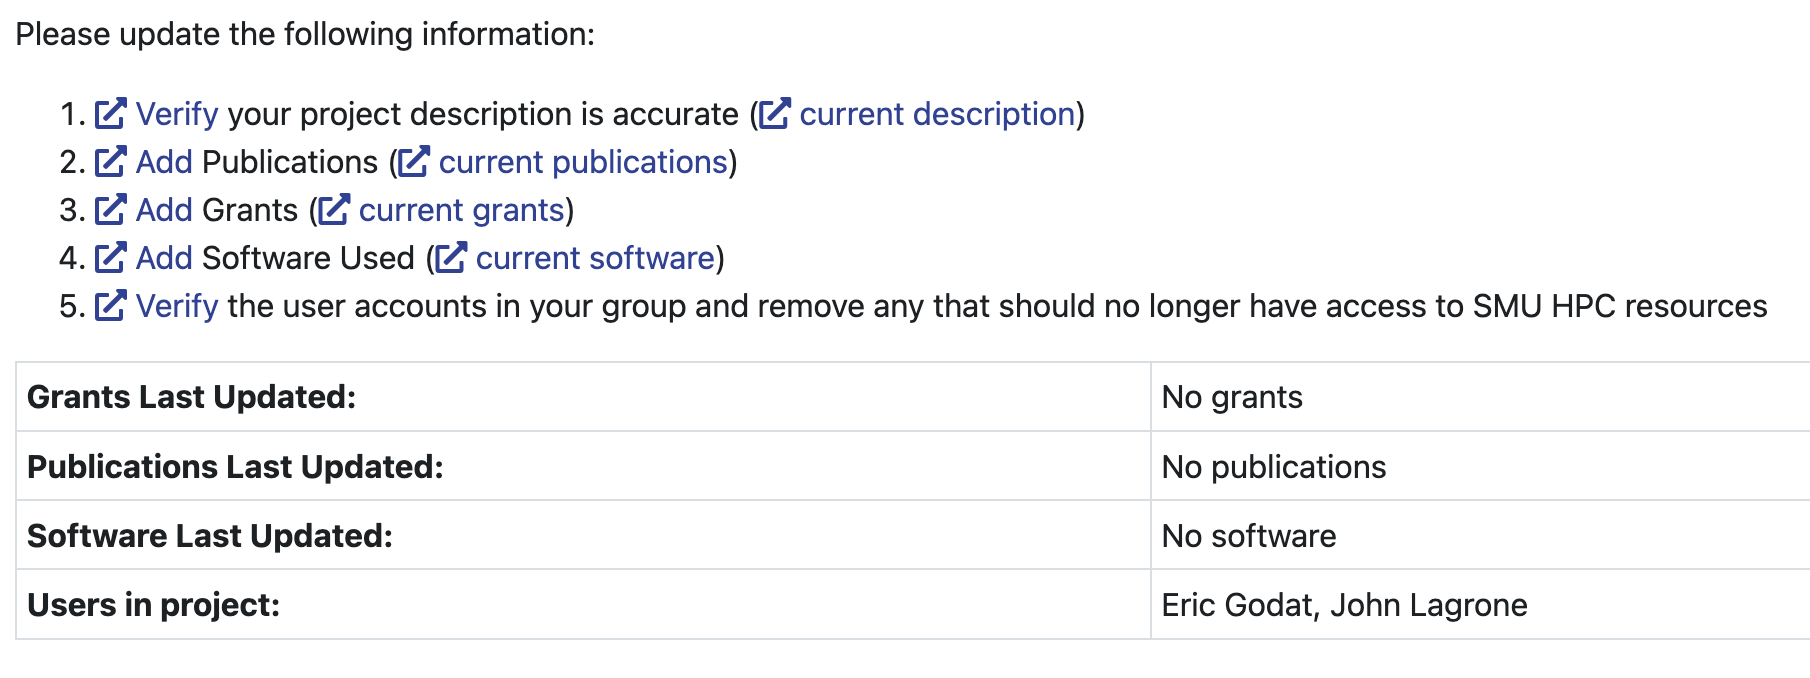 Please update the following information:
1. Verify your project description is accurate (current description)
2. Add Publications (current publications)
3. Add Grants (current grants)
4. Add Software Used (current software)
5. Verify the user accounts in your group and remove any that should no longer have access to SMU HPC resources
Grants Last Updated: No grants
Publications Last Updated: No publications
Software Last Updated: No software
Users in project: Eric Godat, John Lagrone